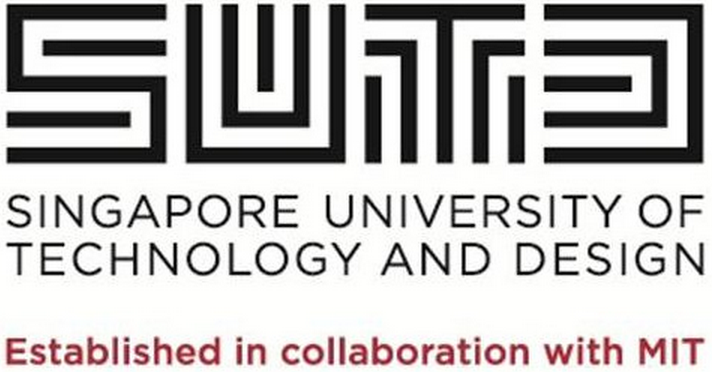 SUTD
SINGAPORE UNIVERSITY OF
TECHNOLOGY AND DESIGN
Established in collaboration with MIT